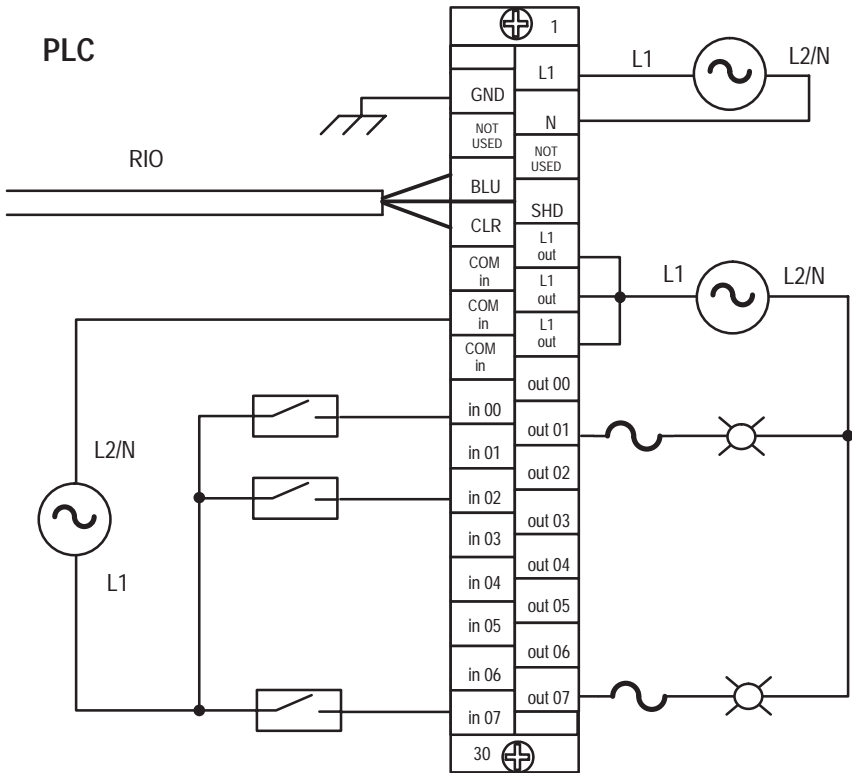 PLC
1
L1
L1
L2/N
GND
N
NOT
USED
NOT
USED
RIO
BLU
SHD
CLR
L1
out
COM
in
L1
out
L1
L2/N
COM
in
L1
out
COM
in
out 00
in 00
out 01
in 01
L2/N
out 02
in 02
out 03
in 03
out 04
L1
in 04
out 05
in 05
out 06
in 06
out 07
in 07
30